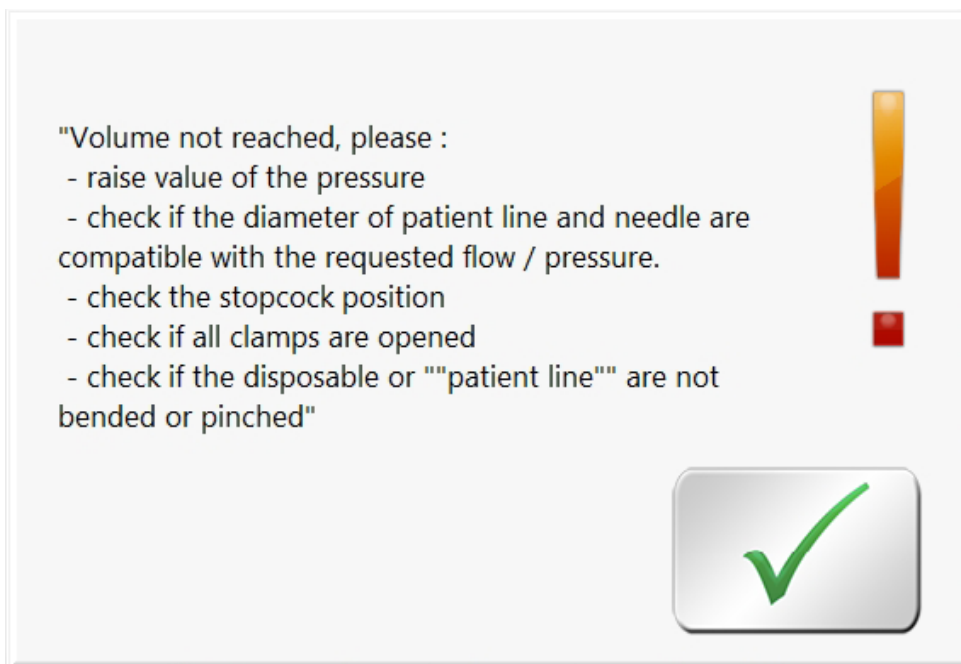 "Volume not reached, please :
- raise value of the pressure
- check if the diameter of patient line and needle are
compatible with the requested flow / pressure.
- check the stopcock position
- check if all clamps are opened
- check if the disposable or ""patient line"" are not
bended or pinched"